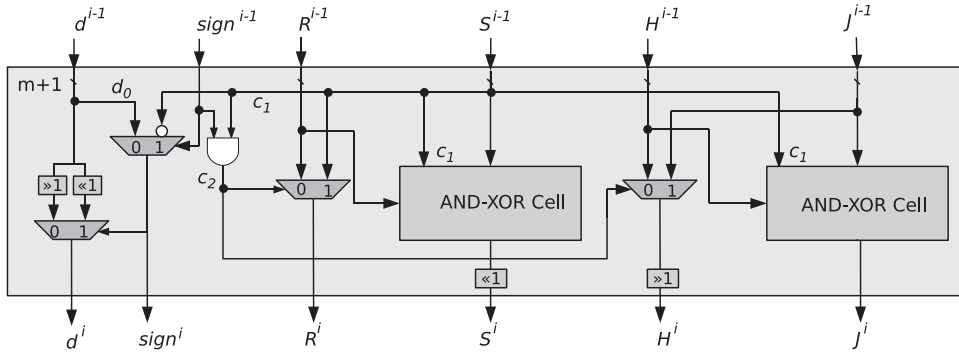 d^{i-1} sign^{i-1} R^{i-1} S^{i-1} H^{i-1} J^{i-1}
m+1
d_0
c_1
0 1
c_2
c_1
c_1
»1 «1
0 1
0 1
AND-XOR Cell
AND-XOR Cell
0 1
«1
»1
d^i sign^i R^i S^i H^i J^i